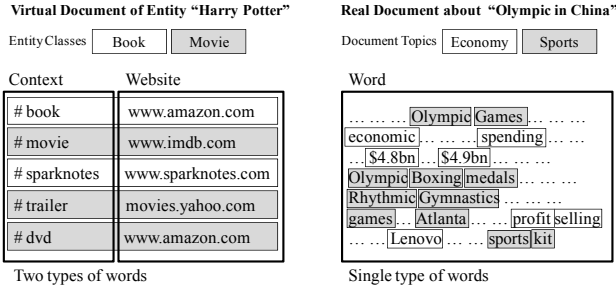 Virtual Document of Entity “Harry Potter”
Entity Classes Book Movie
Context Website
# book www.amazon.com
# movie www.imdb.com
# sparknotes www.sparknotes.com
# trailer movies.yahoo.com
# dvd www.amazon.com
Two types of words
Real Document about “Olympic in China”
Document Topics Economy Sports
Word
… … … Olympic Games … … …
economic … … … spending … …
… $4.8bn … $4.9bn … … …
Olympic Boxing medals … … …
Rhythmic Gymnastics … … …
games … Atlanta … … profit selling
… … Lenovo … … sports kit
Single type of words